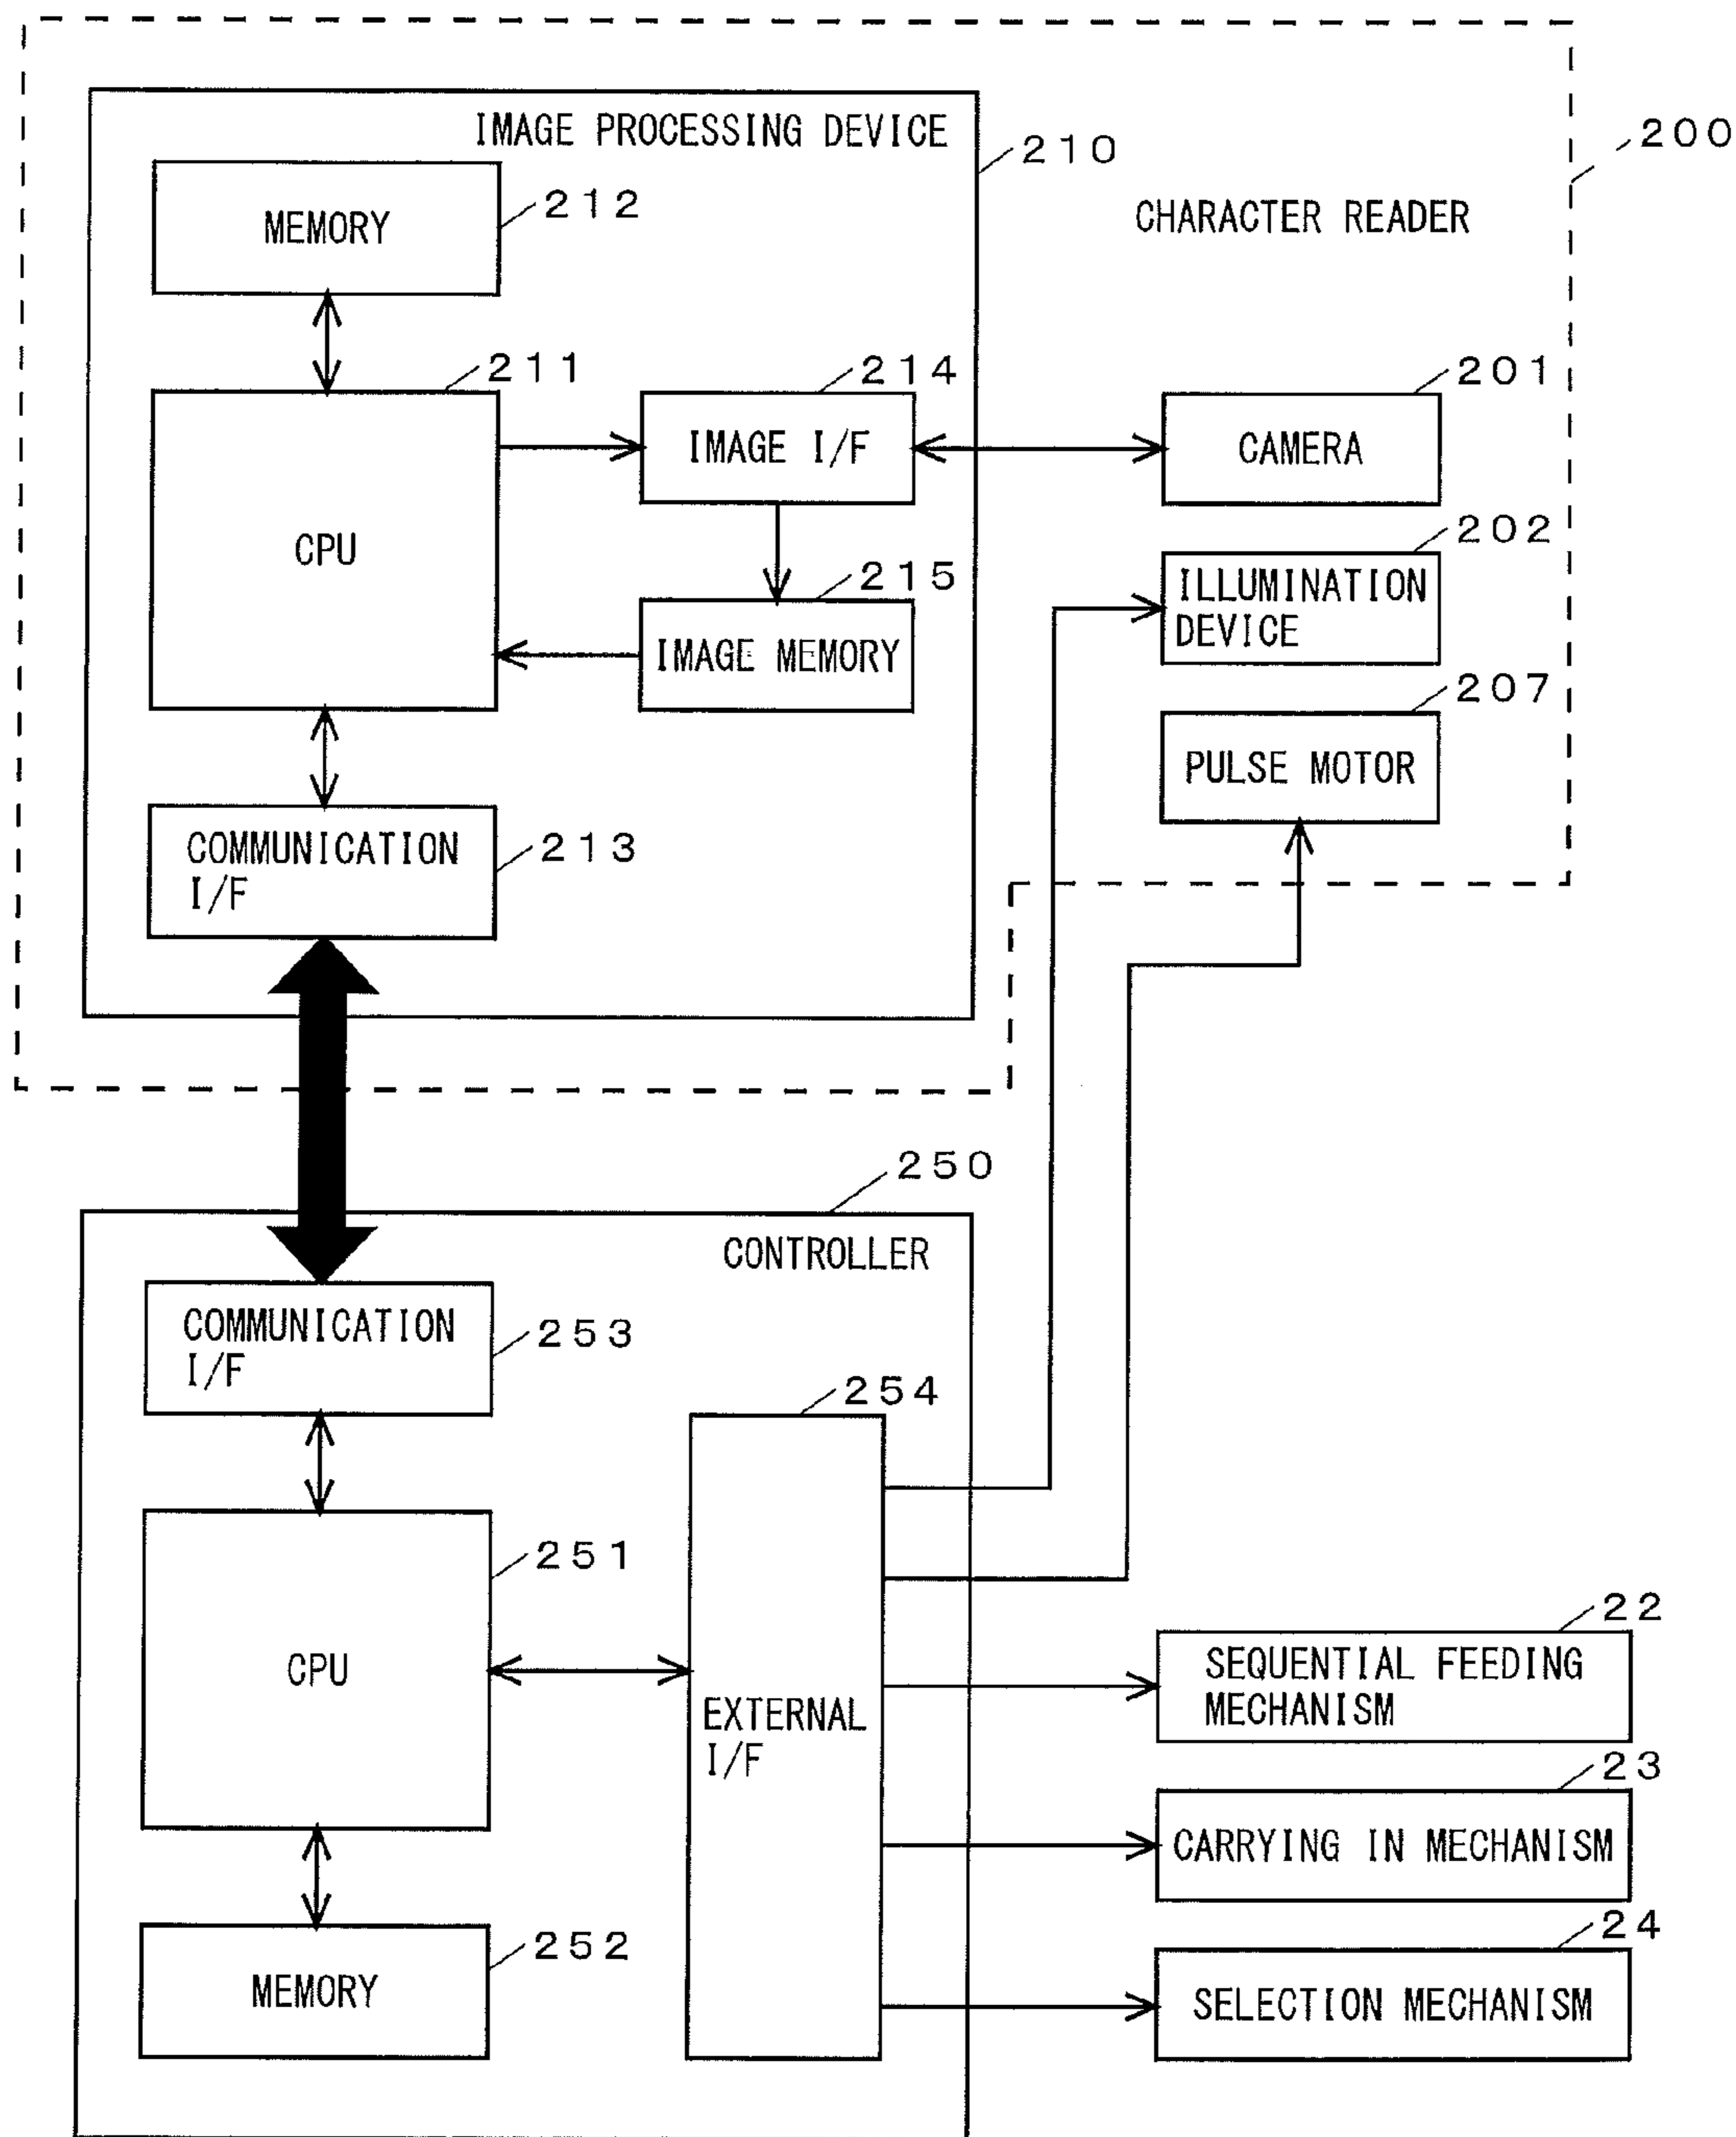 IMAGE PROCESSING DEVICE
210
200
MEMORY
212
CHARACTER READER
211
214
201
CPU
IMAGE I/F
CAMERA
202
215
ILLUMINATION
DEVICE
IMAGE MEMORY
207
PULSE MOTOR
COMMUNICATION
I/F
213
250
CONTROLLER
COMMUNICATION
I/F
253
254
251
CPU
EXTERNAL
I/F
22
SEQUENTIAL FEEDING
MECHANISM
23
CARRYING IN MECHANISM
252
MEMORY
24
SELECTION MECHANISM